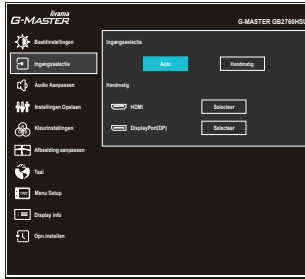 iiyama
G-MASTER
G-MASTER GB2760HSU
Beeldinstellingen
Ingangsselectie
Audio Aanpassen
Instellingen Opslaan
Kleurinstellingen
Afbeelding aanpassen
Taal
Menu Setup
Display info
Opn.instellen
Ingangsselectie
Auto
Handmatig
Handmatig
HDMI
Selecteer
DisplayPort(DP)
Selecteer